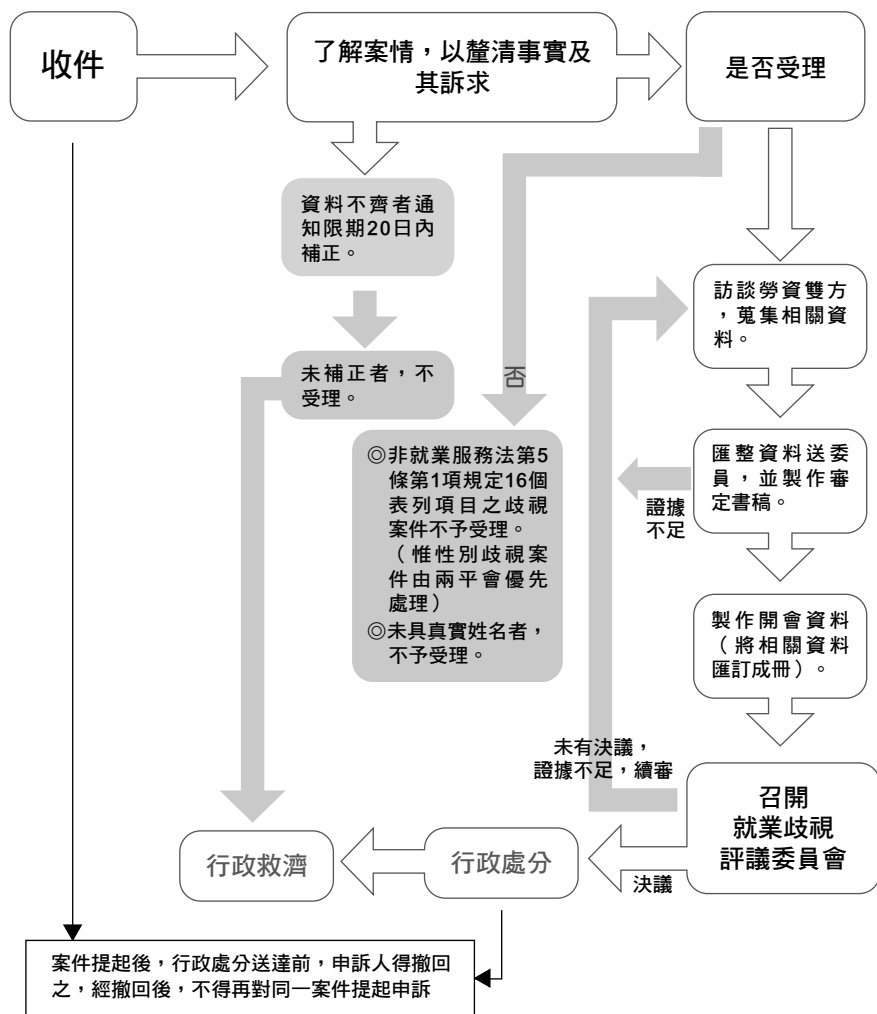 收件
了解案情，以釐清事實及
其訴求
是否受理
資料不齊者通
知限期20日內
補正。
訪談勞資雙方
，蒐集相關資
料。
未補正者，不
受理。
否
◎非就業服務法第5
條第1項規定16個
表列項目之歧視
案件不予受理。
（惟性別歧視案
件由兩平會優先
處理）
◎未具真實姓名者，
不予受理。
匯整資料送委
員，並製作審
定書稿。
證據
不足
製作開會資料
（將相關資料
匯訂成冊）。
未有決議，
證據不足，續審
召開
就業歧視
評議委員會
決議
行政處分
行政救濟
案件提起後，行政處分送達前，申訴人得撤回
之，經撤回後，不得再對同一案件提起申訴